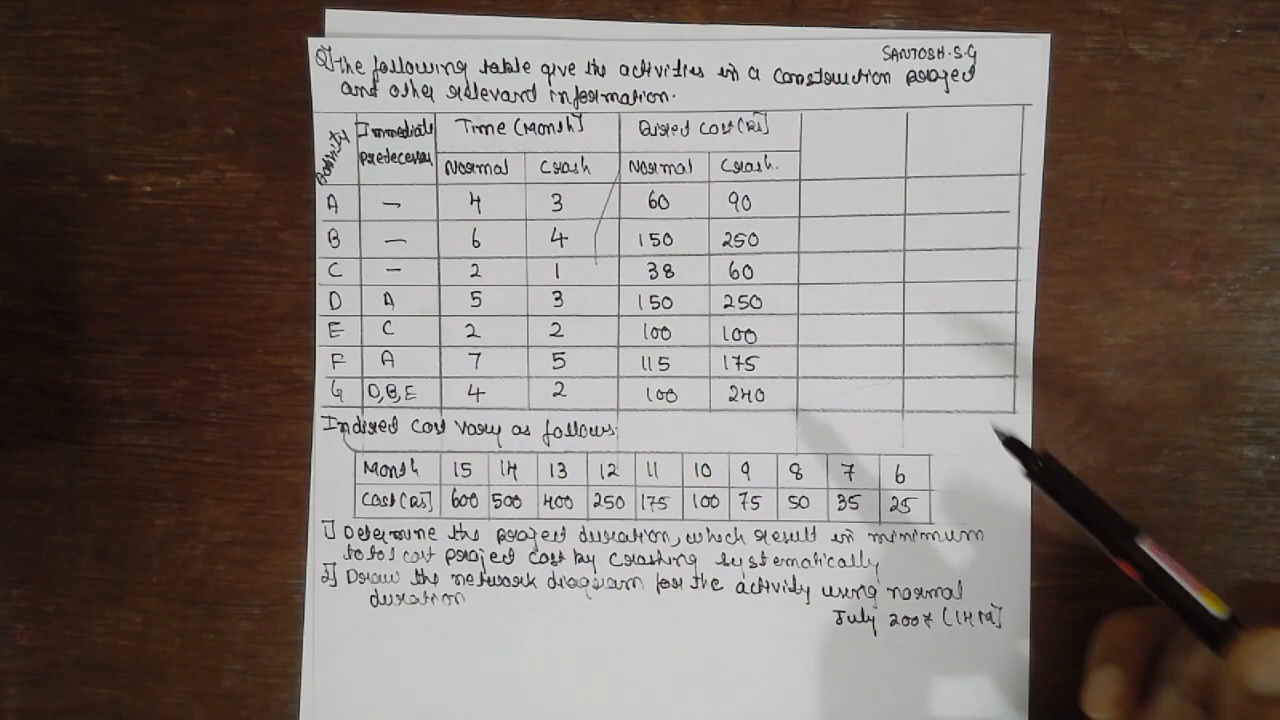 SANTOSH.S.G
Q] The following table give the activities in a construction project
and other relevant information.
Activity Immediate Predecessor Time (Month] Direct cost [Rs]
Normal Crash Normal Crash.
A — 4 3 60 90
B — 6 4 150 250
C — 2 1 38 60
D A 5 3 150 250
E C 2 2 100 100
F A 7 5 115 175
G D,B,E 4 2 100 240
Indirect cost vary as follows:
Month 15 14 13 12 11 10 9 8 7 6
Cost [Rs] 600 500 400 250 175 100 75 50 35 25
1] Determine the project duration, which result in minimum
total cost project cost by crashing systematically
2] Draw the network diagram for the activity using normal
duration
July 2007 [14M]